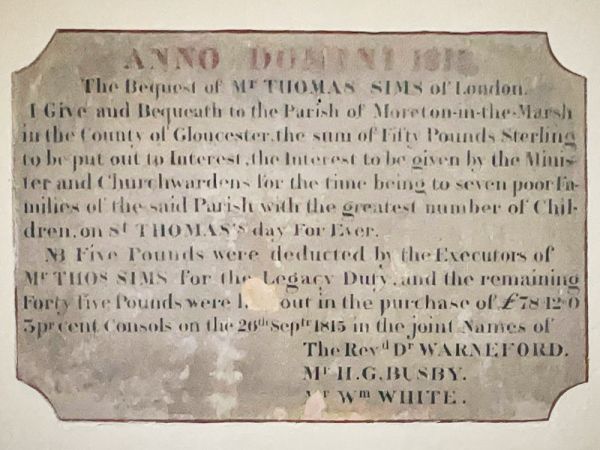 ANNO DOMINI 1815
The Bequest of Mr THOMAS SIMS of London.
I Give and Bequeath to the Parish of Moreton-in-the-Marsh
in the County of Gloucester, the sum of Fifty Pounds Sterling
to be put out to Interest, the Interest to be given by the Minis-
ter and Churchwardens for the time being to seven poor Fa-
milies of the said Parish with the greatest number of Chil-
dren, on St THOMAS's day For Ever.
NB Five Pounds were deducted by the Executors of
Mr THOS SIMS for the Legacy Duty, and the remaining
Forty five Pounds were out in the purchase of £78-12-0
3 pr cent Consols on the 26th Septr 1815 in the joint Names of
The Revd Dr WARNEFORD.
Mr H.G. BUSBY.
Mr Wm WHITE.